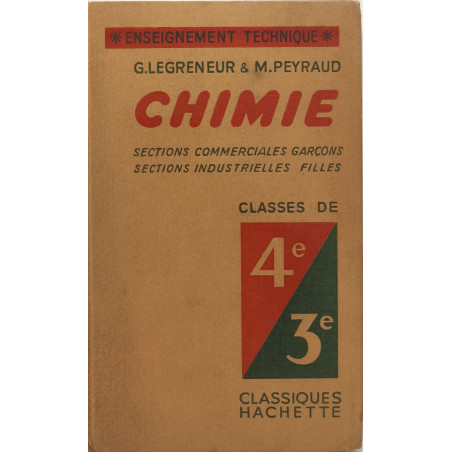 * ENSEIGNEMENT TECHNIQUE *
G. LEGRENEUR & M. PEYRAUD
CHIMIE
SECTIONS COMMERCIALES GARÇONS
SECTIONS INDUSTRIELLES FILLES
CLASSES DE
4e
3e
CLASSIQUES
HACHETTE